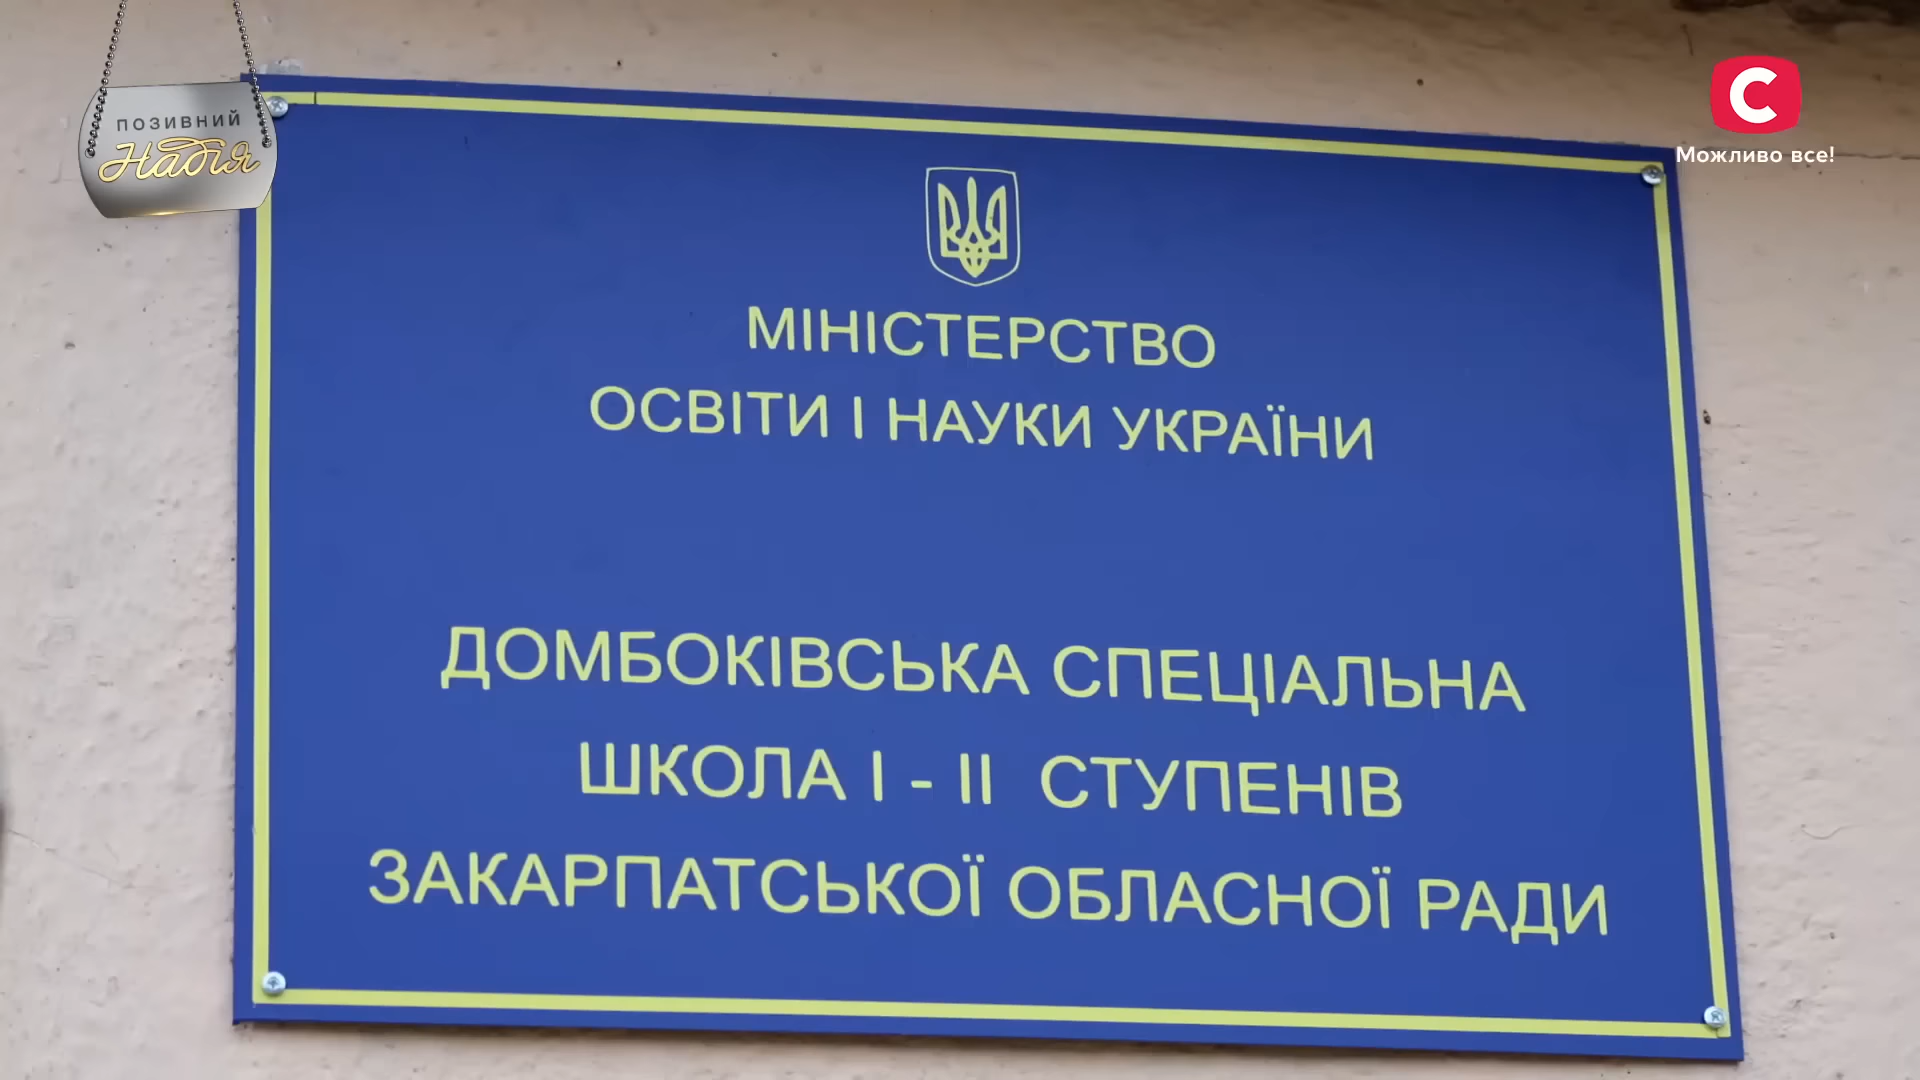 ПОЗИВНИЙ
Надія
С
Можливо все!
МІНІСТЕРСТВО
ОСВІТИ І НАУКИ УКРАЇНИ
ДОМБОКІВСЬКА СПЕЦІАЛЬНА
ШКОЛА І - ІІ СТУПЕНІВ
ЗАКАРПАТСЬКОЇ ОБЛАСНОЇ РАДИ